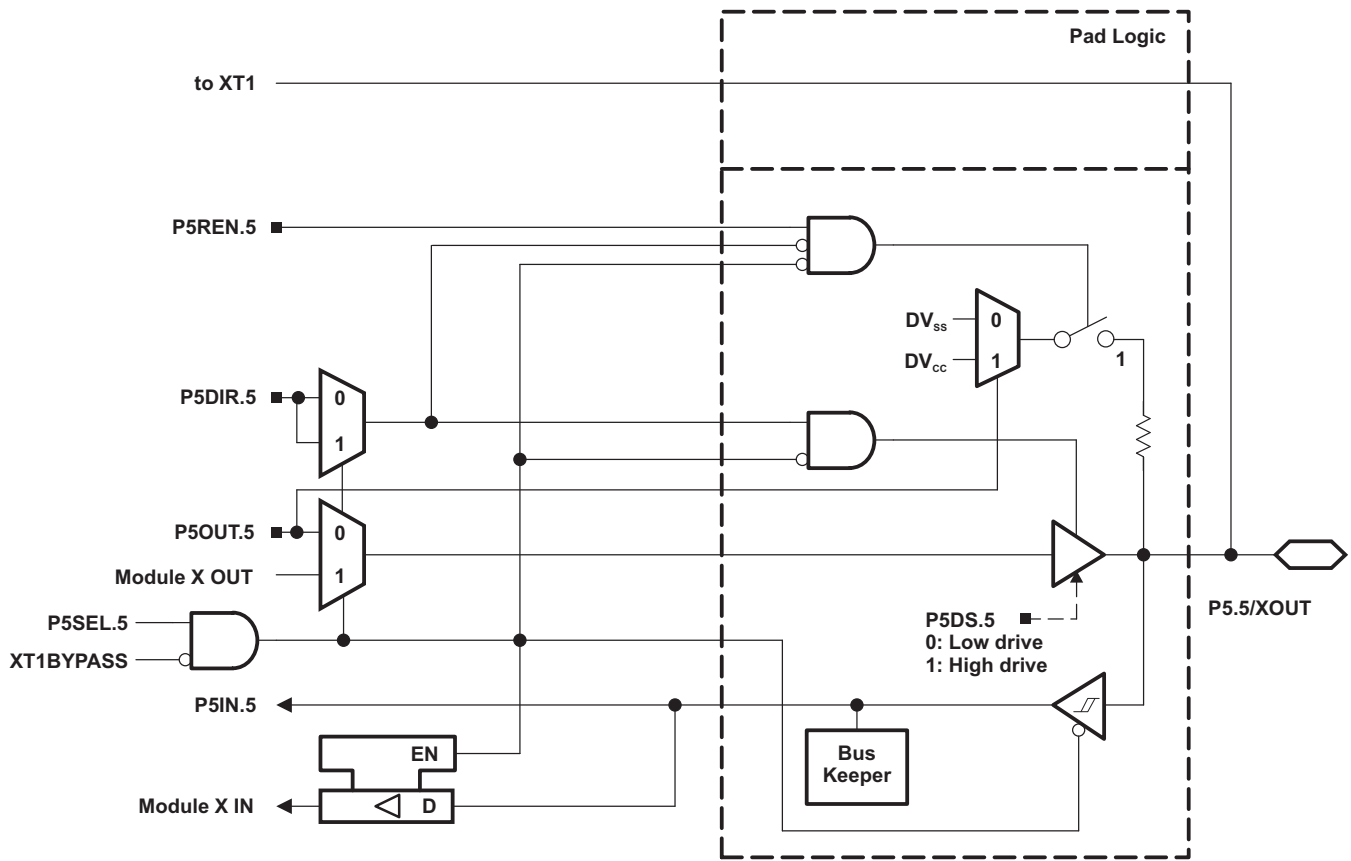 Pad Logic
to XT1
P5REN.5
DVss
0
DVcc
1
1
P5DIR.5
0
1
P5OUT.5
0
Module X OUT
1
P5SEL.5
XT1BYPASS
P5DS.5
0: Low drive
1: High drive
P5.5/XOUT
P5IN.5
EN
Bus
Keeper
Module X IN
D